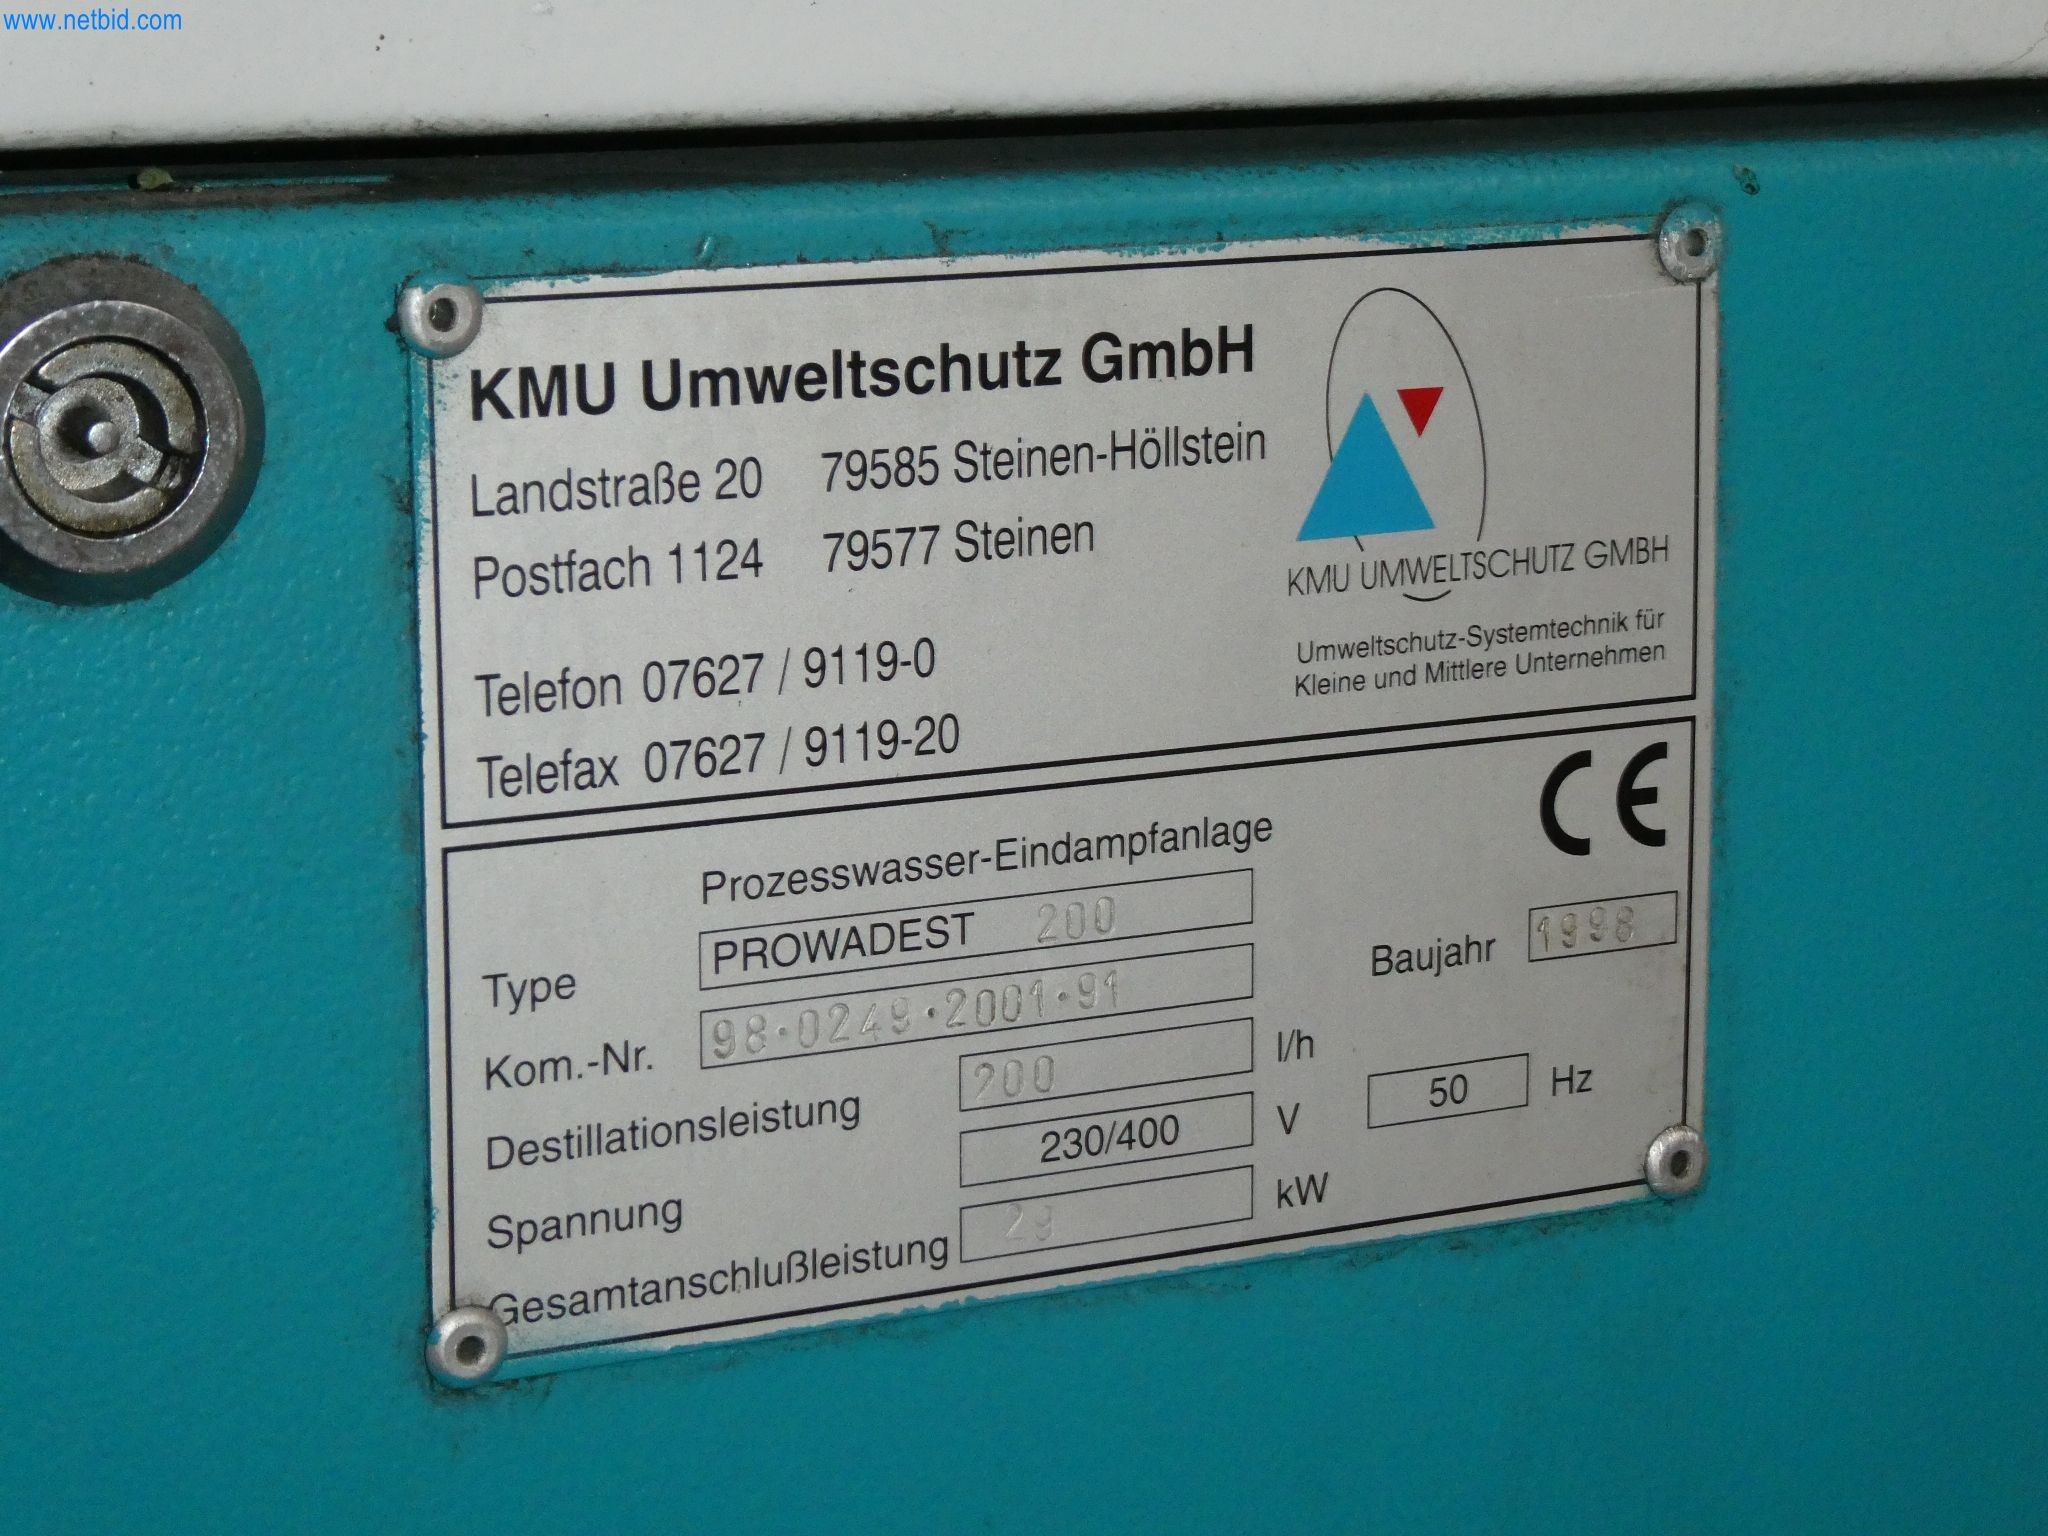 www.netbid.com
KMU Umweltschutz GmbH
Landstraße 20 79585 Steinen-Höllstein
Postfach 1124 79577 Steinen
Telefon 07627 / 9119-0
Telefax 07627 / 9119-20
KMU UMWELTSCHUTZ GMBH
Umweltschutz-Systemtechnik für
Kleine und Mittlere Unternehmen
CE
Prozesswasser-Eindampfanlage
Type PROWADEST 200
Baujahr 1998
Kom.-Nr. 98·0249·2001·91
Destillationsleistung 200 l/h
Spannung 230/400 V 50 Hz
Gesamtanschlußleistung 29 kW